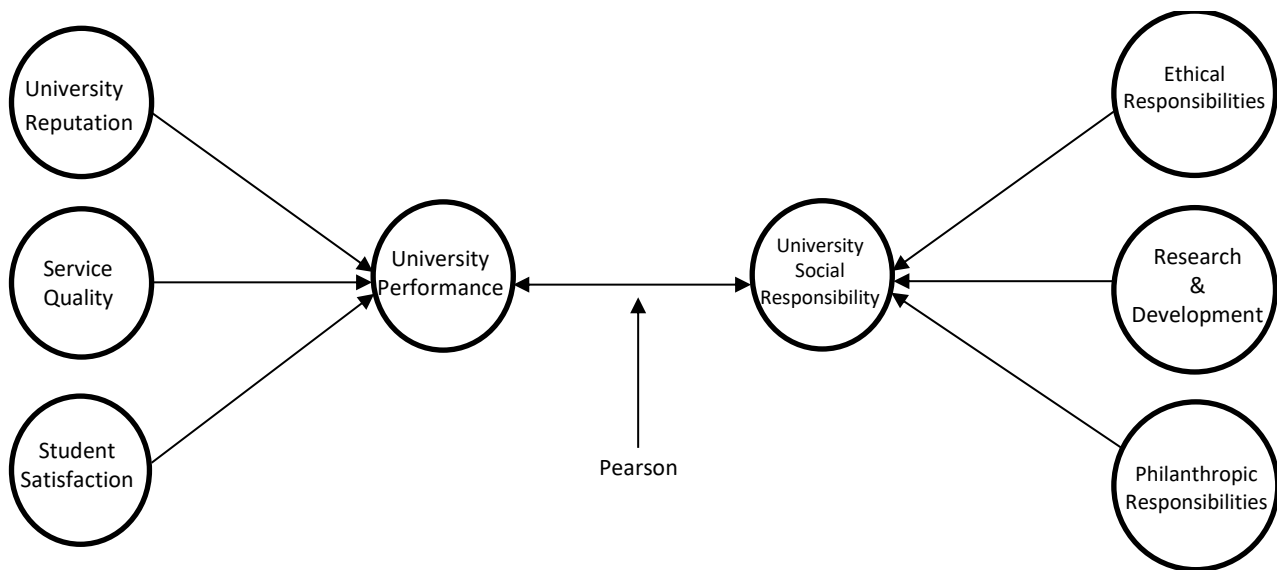 University
Reputation
Service
Quality
Student
Satisfaction
University
Performance
Pearson
University
Social
Responsibility
Ethical
Responsibilities
Research
&
Development
Philanthropic
Responsibilities